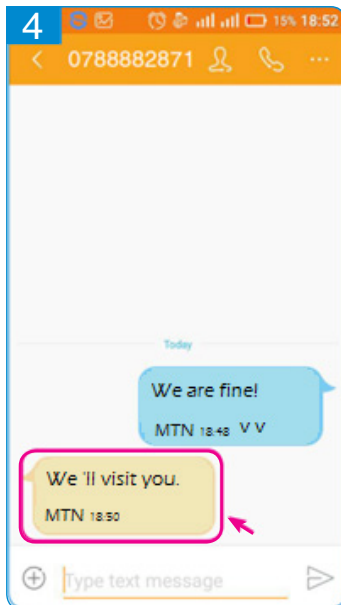 4
15% 18:52
0788882871
Today
We are fine!
MTN 18:48 V V
We 'll visit you.
MTN 18:50
Type text message